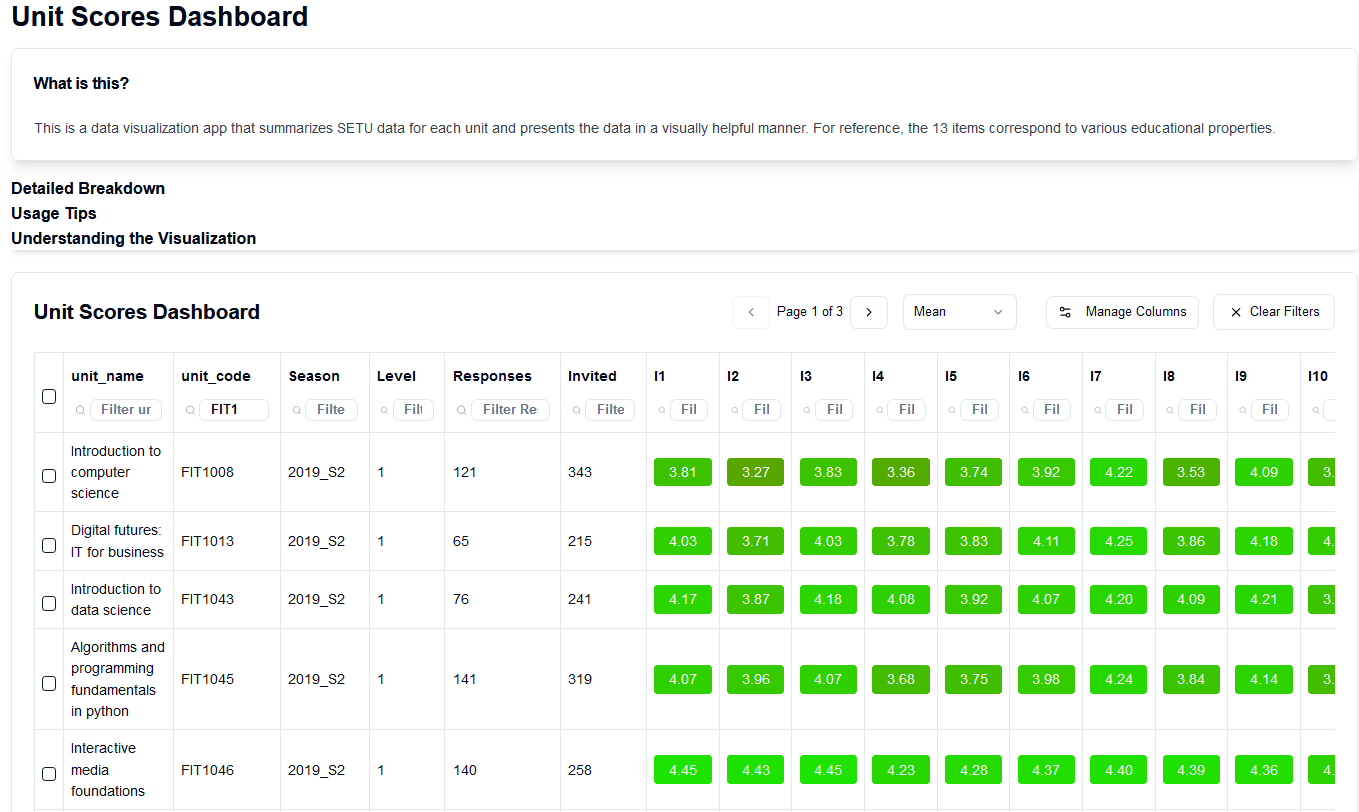 Unit Scores Dashboard
What is this?
This is a data visualization app that summarizes SETU data for each unit and presents the data in a visually helpful manner. For reference, the 13 items correspond to various educational properties.
Detailed Breakdown
Usage Tips
Understanding the Visualization
Unit Scores Dashboard Page 1 of 3 Mean Manage Columns Clear Filters
unit_name unit_code Season Level Responses Invited I1 I2 I3 I4 I5 I6 I7 I8 I9 I10
Filter ur FIT1 Filte Filt Filter Re Filte Fil Fil Fil Fil Fil Fil Fil Fil Fil
Introduction to
computer
science
FIT1008 2019_S2 1 121 343 3.81 3.27 3.83 3.36 3.74 3.92 4.22 3.53 4.09 3.
Digital futures:
IT for business
FIT1013 2019_S2 1 65 215 4.03 3.71 4.03 3.78 3.83 4.11 4.25 3.86 4.18 4.
Introduction to
data science
FIT1043 2019_S2 1 76 241 4.17 3.87 4.18 4.08 3.92 4.07 4.20 4.09 4.21 3.
Algorithms and
programming
fundamentals
in python
FIT1045 2019_S2 1 141 319 4.07 3.96 4.07 3.68 3.75 3.98 4.24 3.84 4.14 3.
Interactive
media
foundations
FIT1046 2019_S2 1 140 258 4.45 4.43 4.45 4.23 4.28 4.37 4.40 4.39 4.36 4.